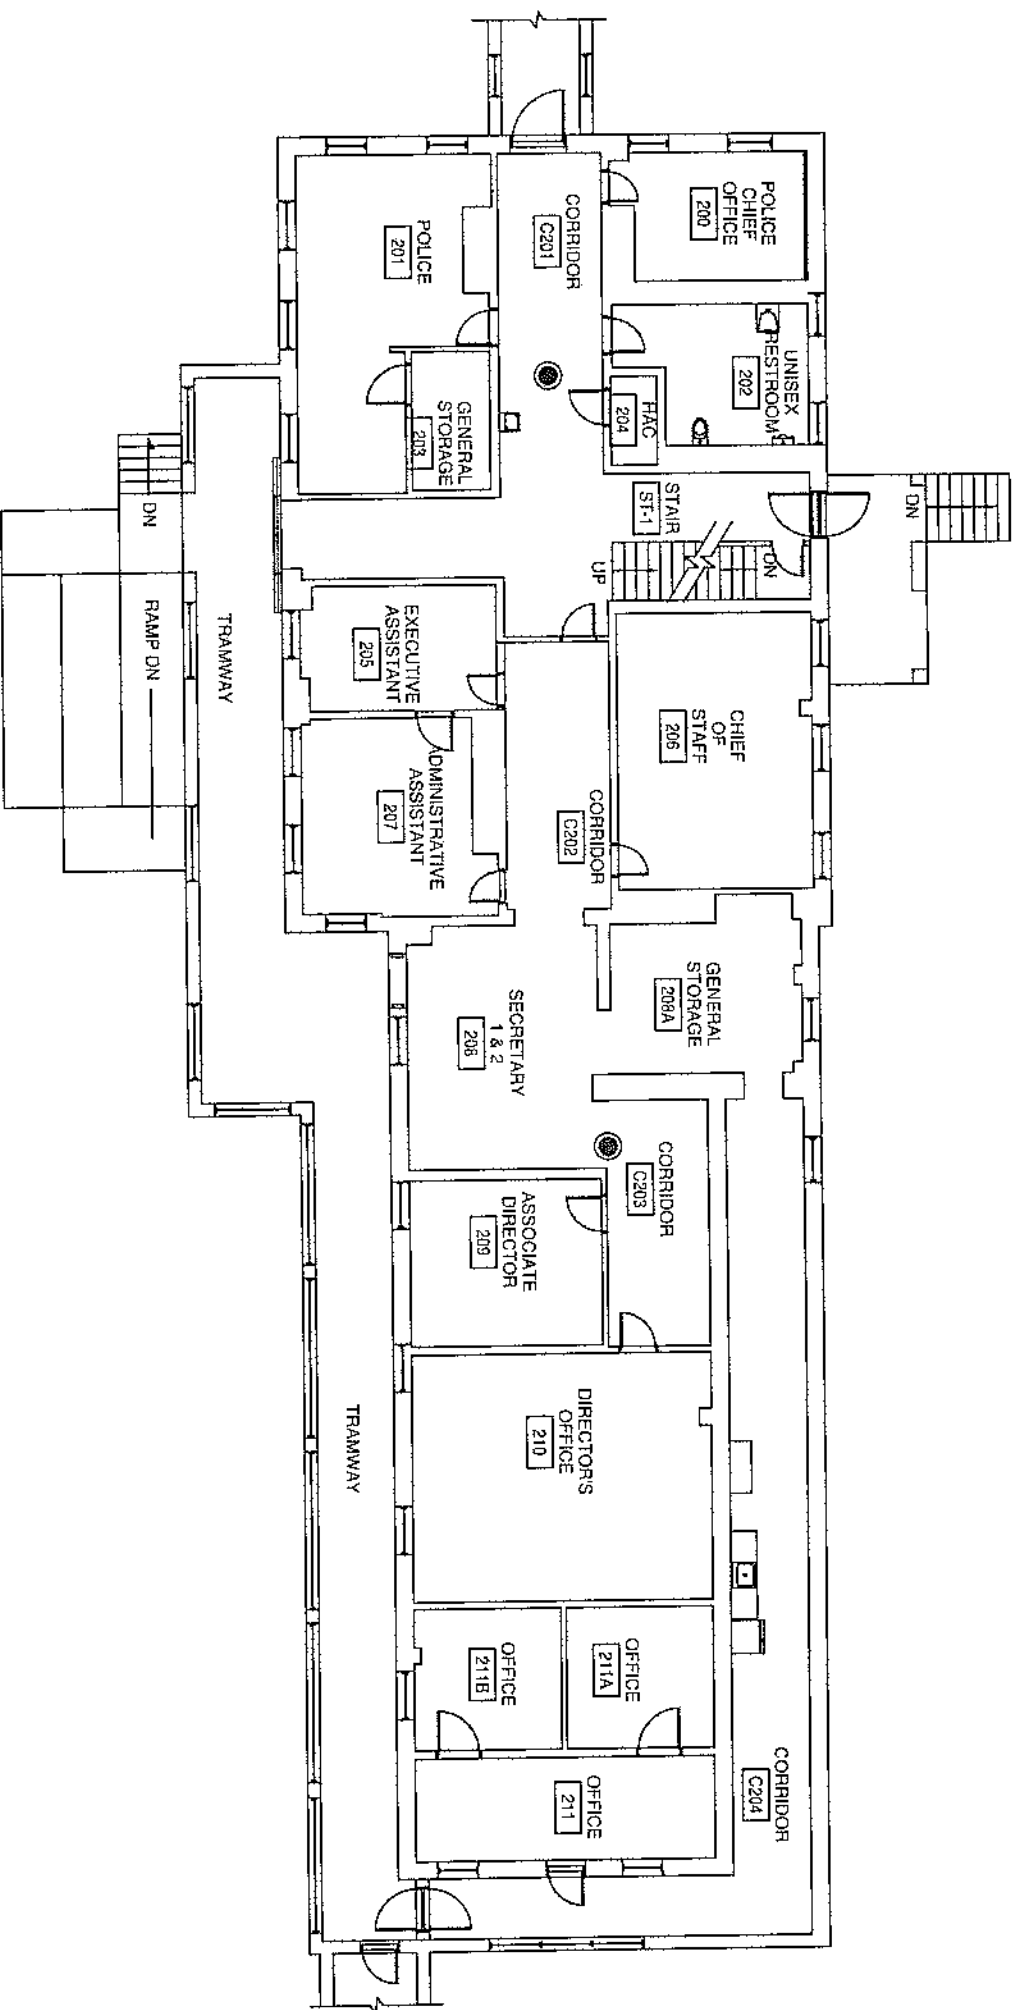 POLICE
CHIEF
OFFICE
200
CORRIDOR
C201
POLICE
201
UNISEX
RESTROOM
202
HAC
204
GENERAL
STORAGE
203
STAIR
ST-1
UP
DN
DN
DN
RAMP DN
TRAMWAY
EXECUTIVE
ASSISTANT
205
CHIEF
OF
STAFF
206
ADMINISTRATIVE
ASSISTANT
207
CORRIDOR
C202
GENERAL
STORAGE
208A
SECRETARY
1 & 2
208
CORRIDOR
C203
ASSOCIATE
DIRECTOR
209
DIRECTOR'S
OFFICE
210
TRAMWAY
OFFICE
211A
OFFICE
211B
OFFICE
211
CORRIDOR
C204